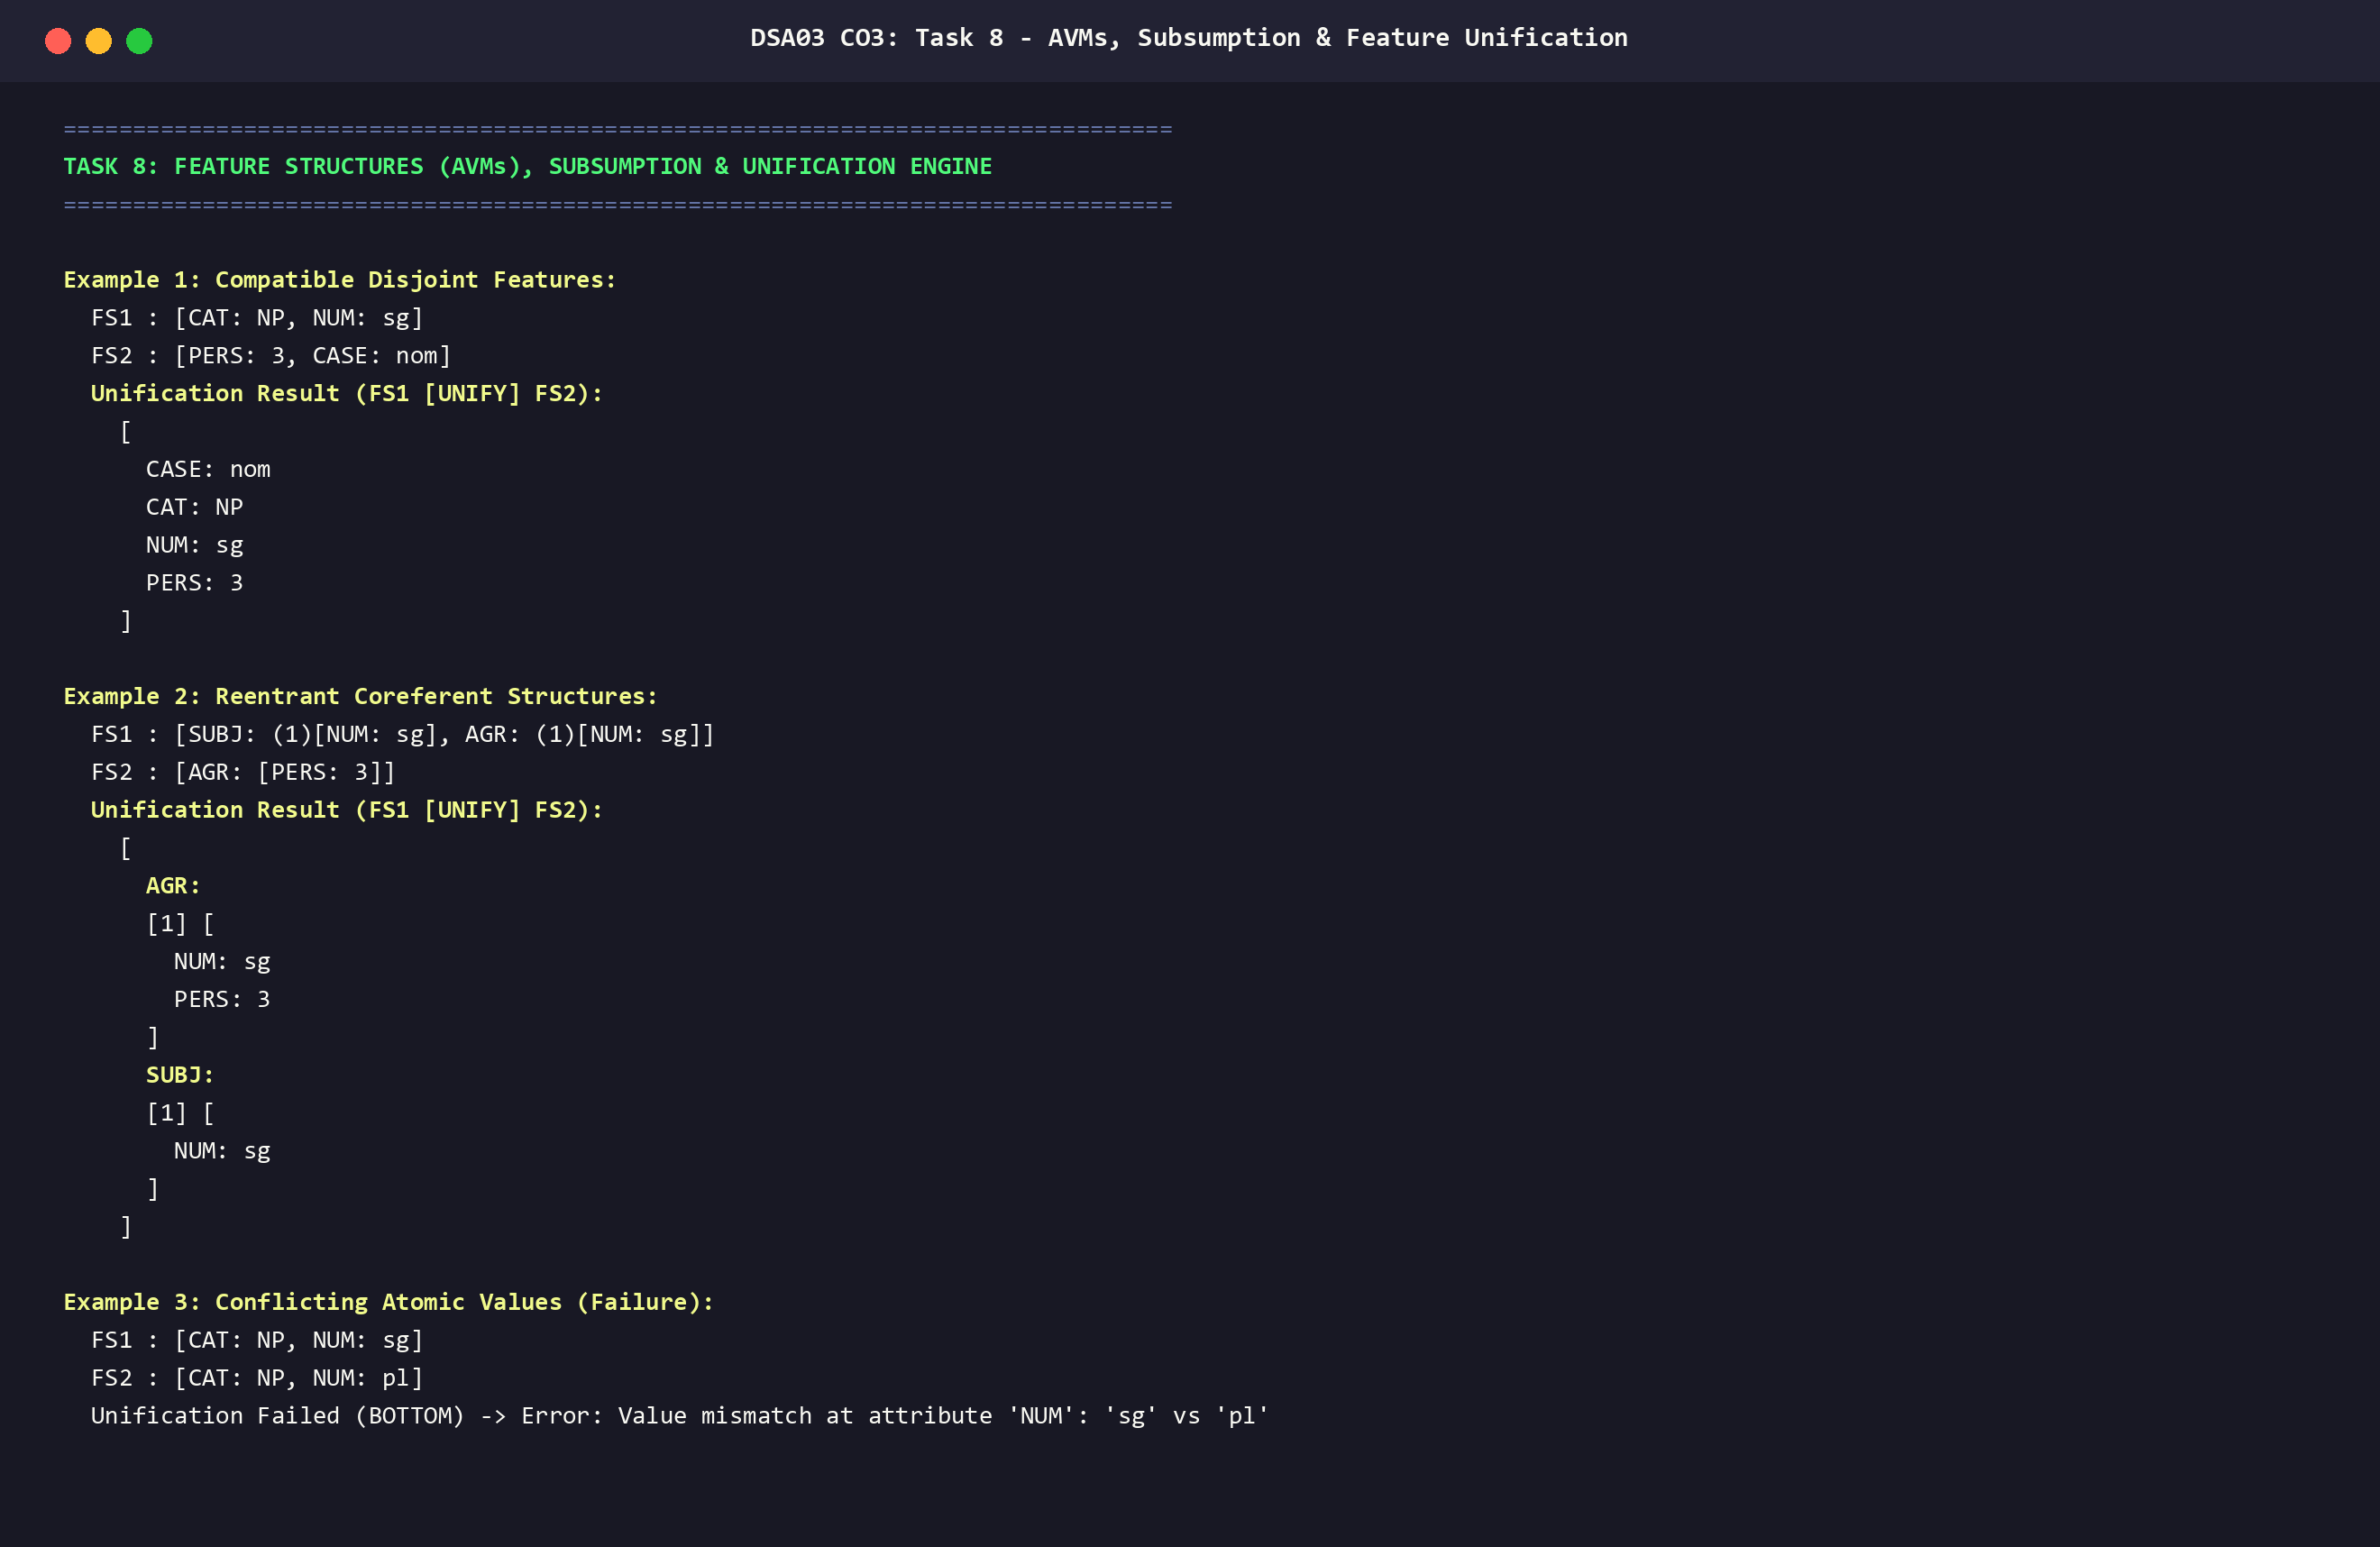 DSA03 CO3: Task 8 - AVMs, Subsumption & Feature Unification
================================================================================
TASK 8: FEATURE STRUCTURES (AVMs), SUBSUMPTION & UNIFICATION ENGINE
================================================================================
Example 1: Compatible Disjoint Features:
FS1 : [CAT: NP, NUM: sg]
FS2 : [PERS: 3, CASE: nom]
Unification Result (FS1 [UNIFY] FS2):
[
CASE: nom
CAT: NP
NUM: sg
PERS: 3
]
Example 2: Reentrant Coreferent Structures:
FS1 : [SUBJ: (1)[NUM: sg], AGR: (1)[NUM: sg]]
FS2 : [AGR: [PERS: 3]]
Unification Result (FS1 [UNIFY] FS2):
[
AGR:
[1] [
NUM: sg
PERS: 3
]
SUBJ:
[1] [
NUM: sg
]
]
Example 3: Conflicting Atomic Values (Failure):
FS1 : [CAT: NP, NUM: sg]
FS2 : [CAT: NP, NUM: pl]
Unification Failed (BOTTOM) -> Error: Value mismatch at attribute 'NUM': 'sg' vs 'pl'